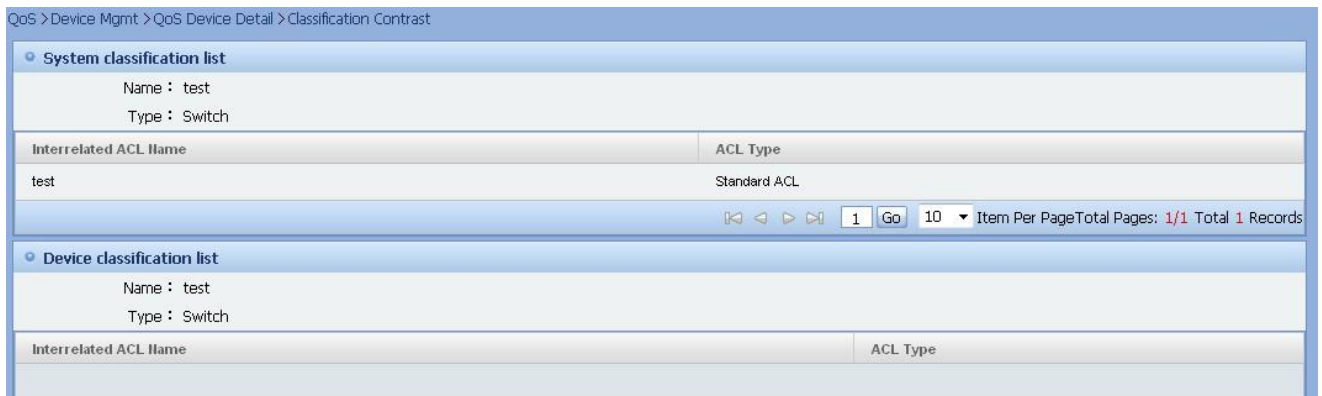 QoS > Device Mgmt > QoS Device Detail > Classification Contrast
System classification list
Name : test
Type : Switch
Interrelated ACL Name ACL Type
test Standard ACL
1 Go 10 Item Per PageTotal Pages: 1/1 Total 1 Records
Device classification list
Name : test
Type : Switch
Interrelated ACL Name ACL Type